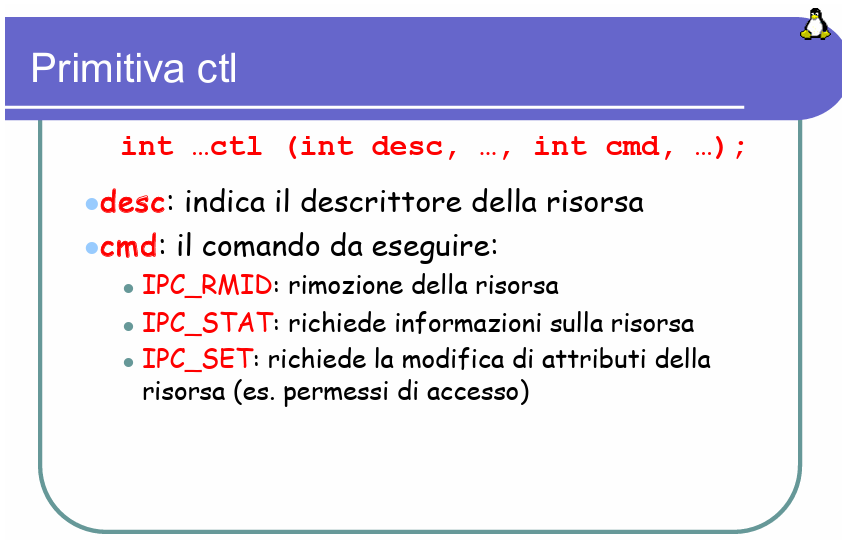 Primitiva ctl
int …ctl (int desc, …, int cmd, …);
desc: indica il descrittore della risorsa
cmd: il comando da eseguire:
IPC_RMID: rimozione della risorsa
IPC_STAT: richiede informazioni sulla risorsa
IPC_SET: richiede la modifica di attributi della
risorsa (es. permessi di accesso)